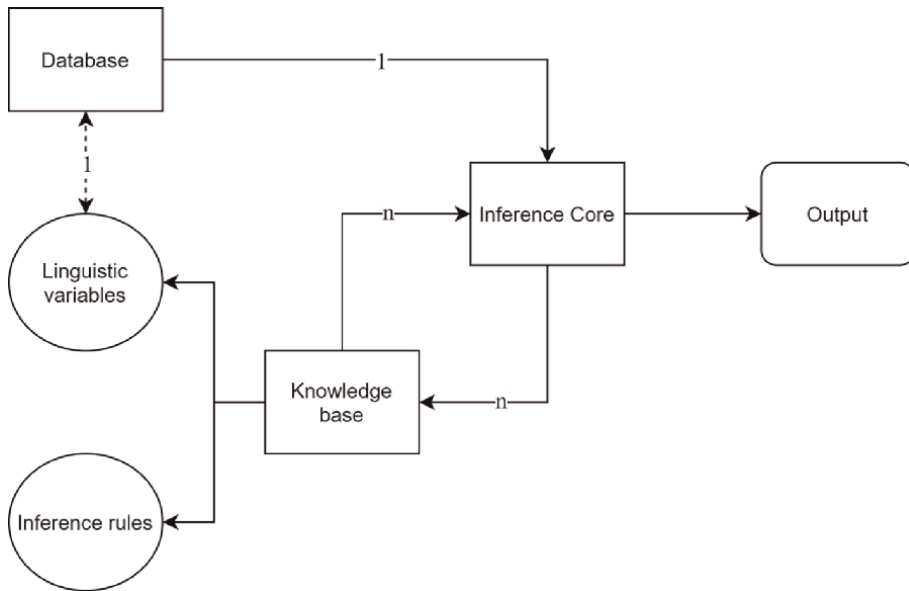 Database
1
1
n
Inference Core
Output
Linguistic
variables
Knowledge
base
n
Inference rules